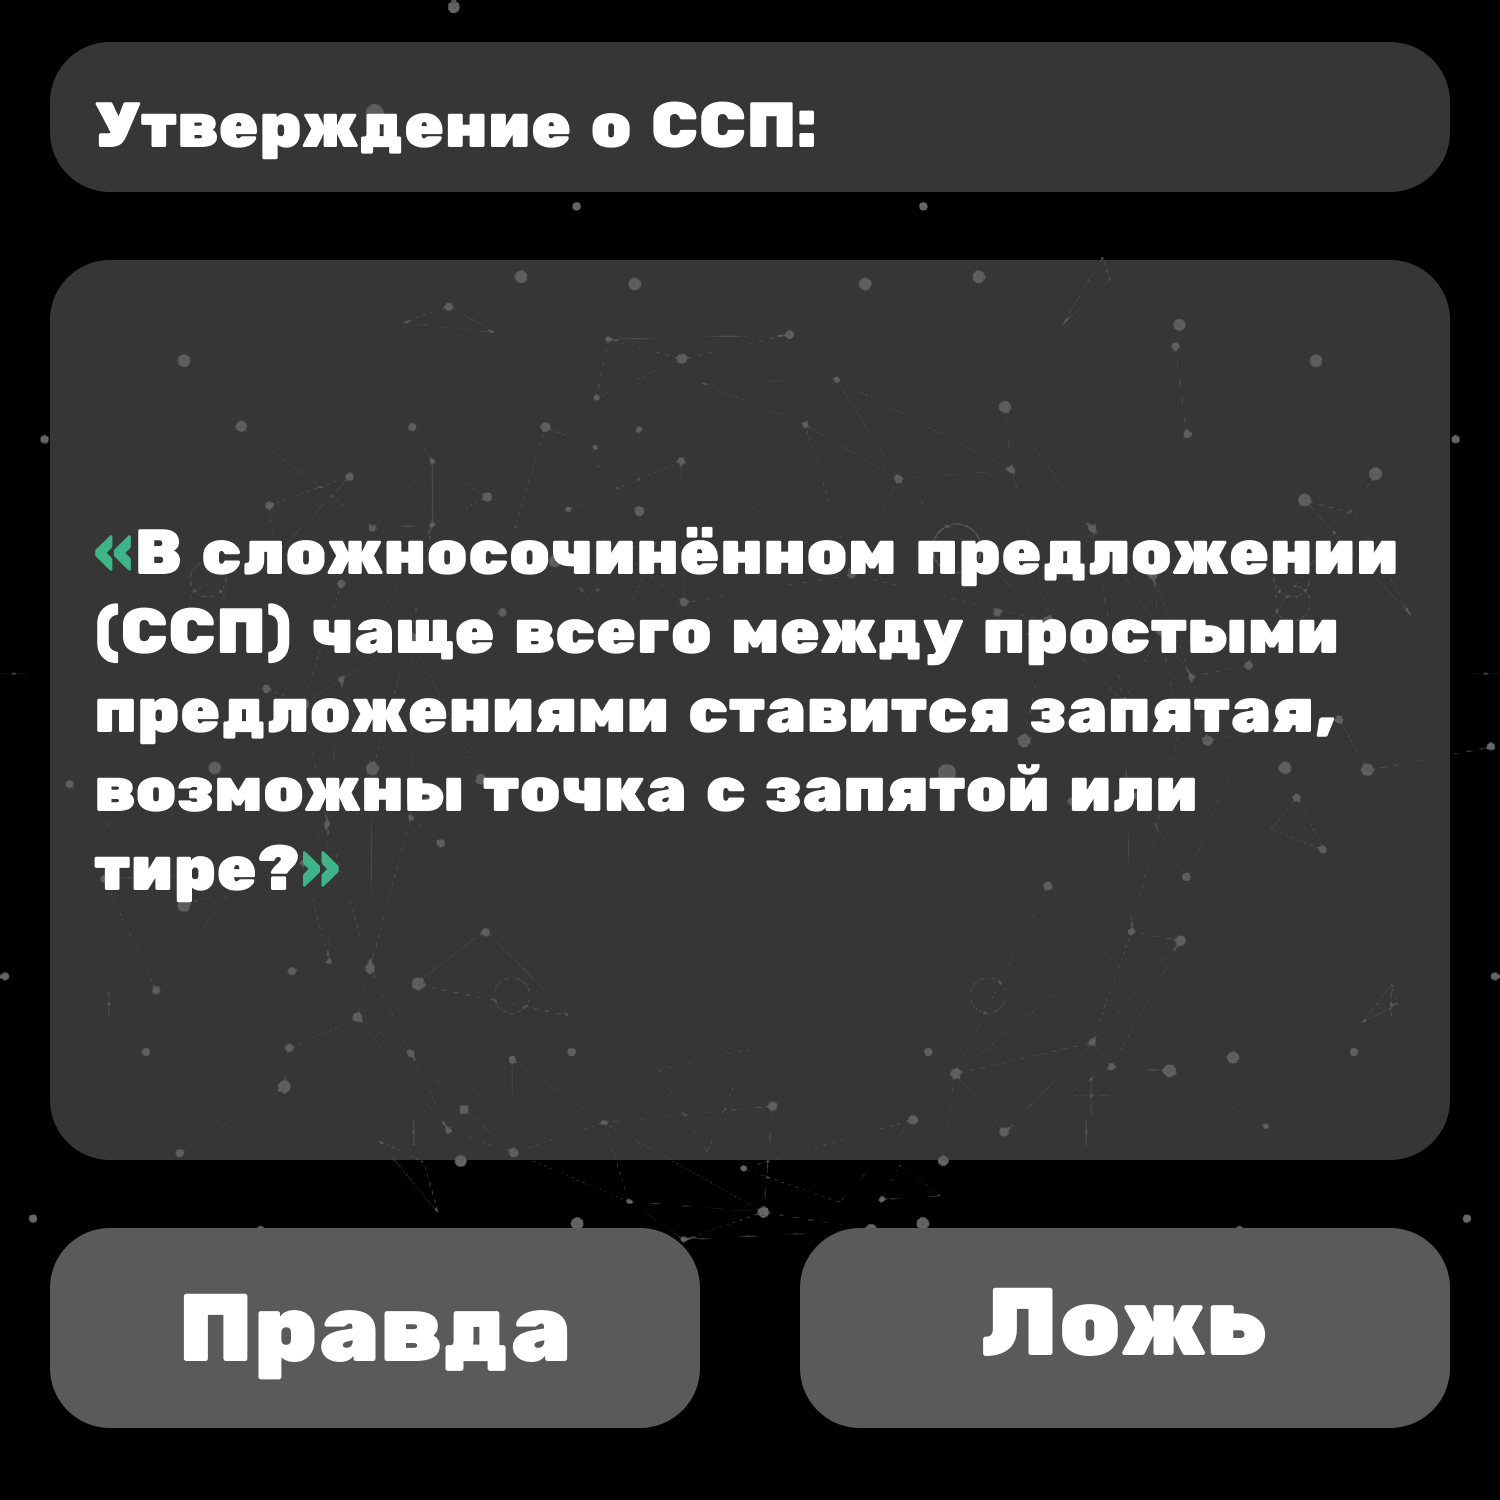 Утверждение о ССП:
«В сложносочинённом предложении
(ССП) чаще всего между простыми
предложениями ставится запятая,
возможны точка с запятой или
тире?»
Правда
Ложь